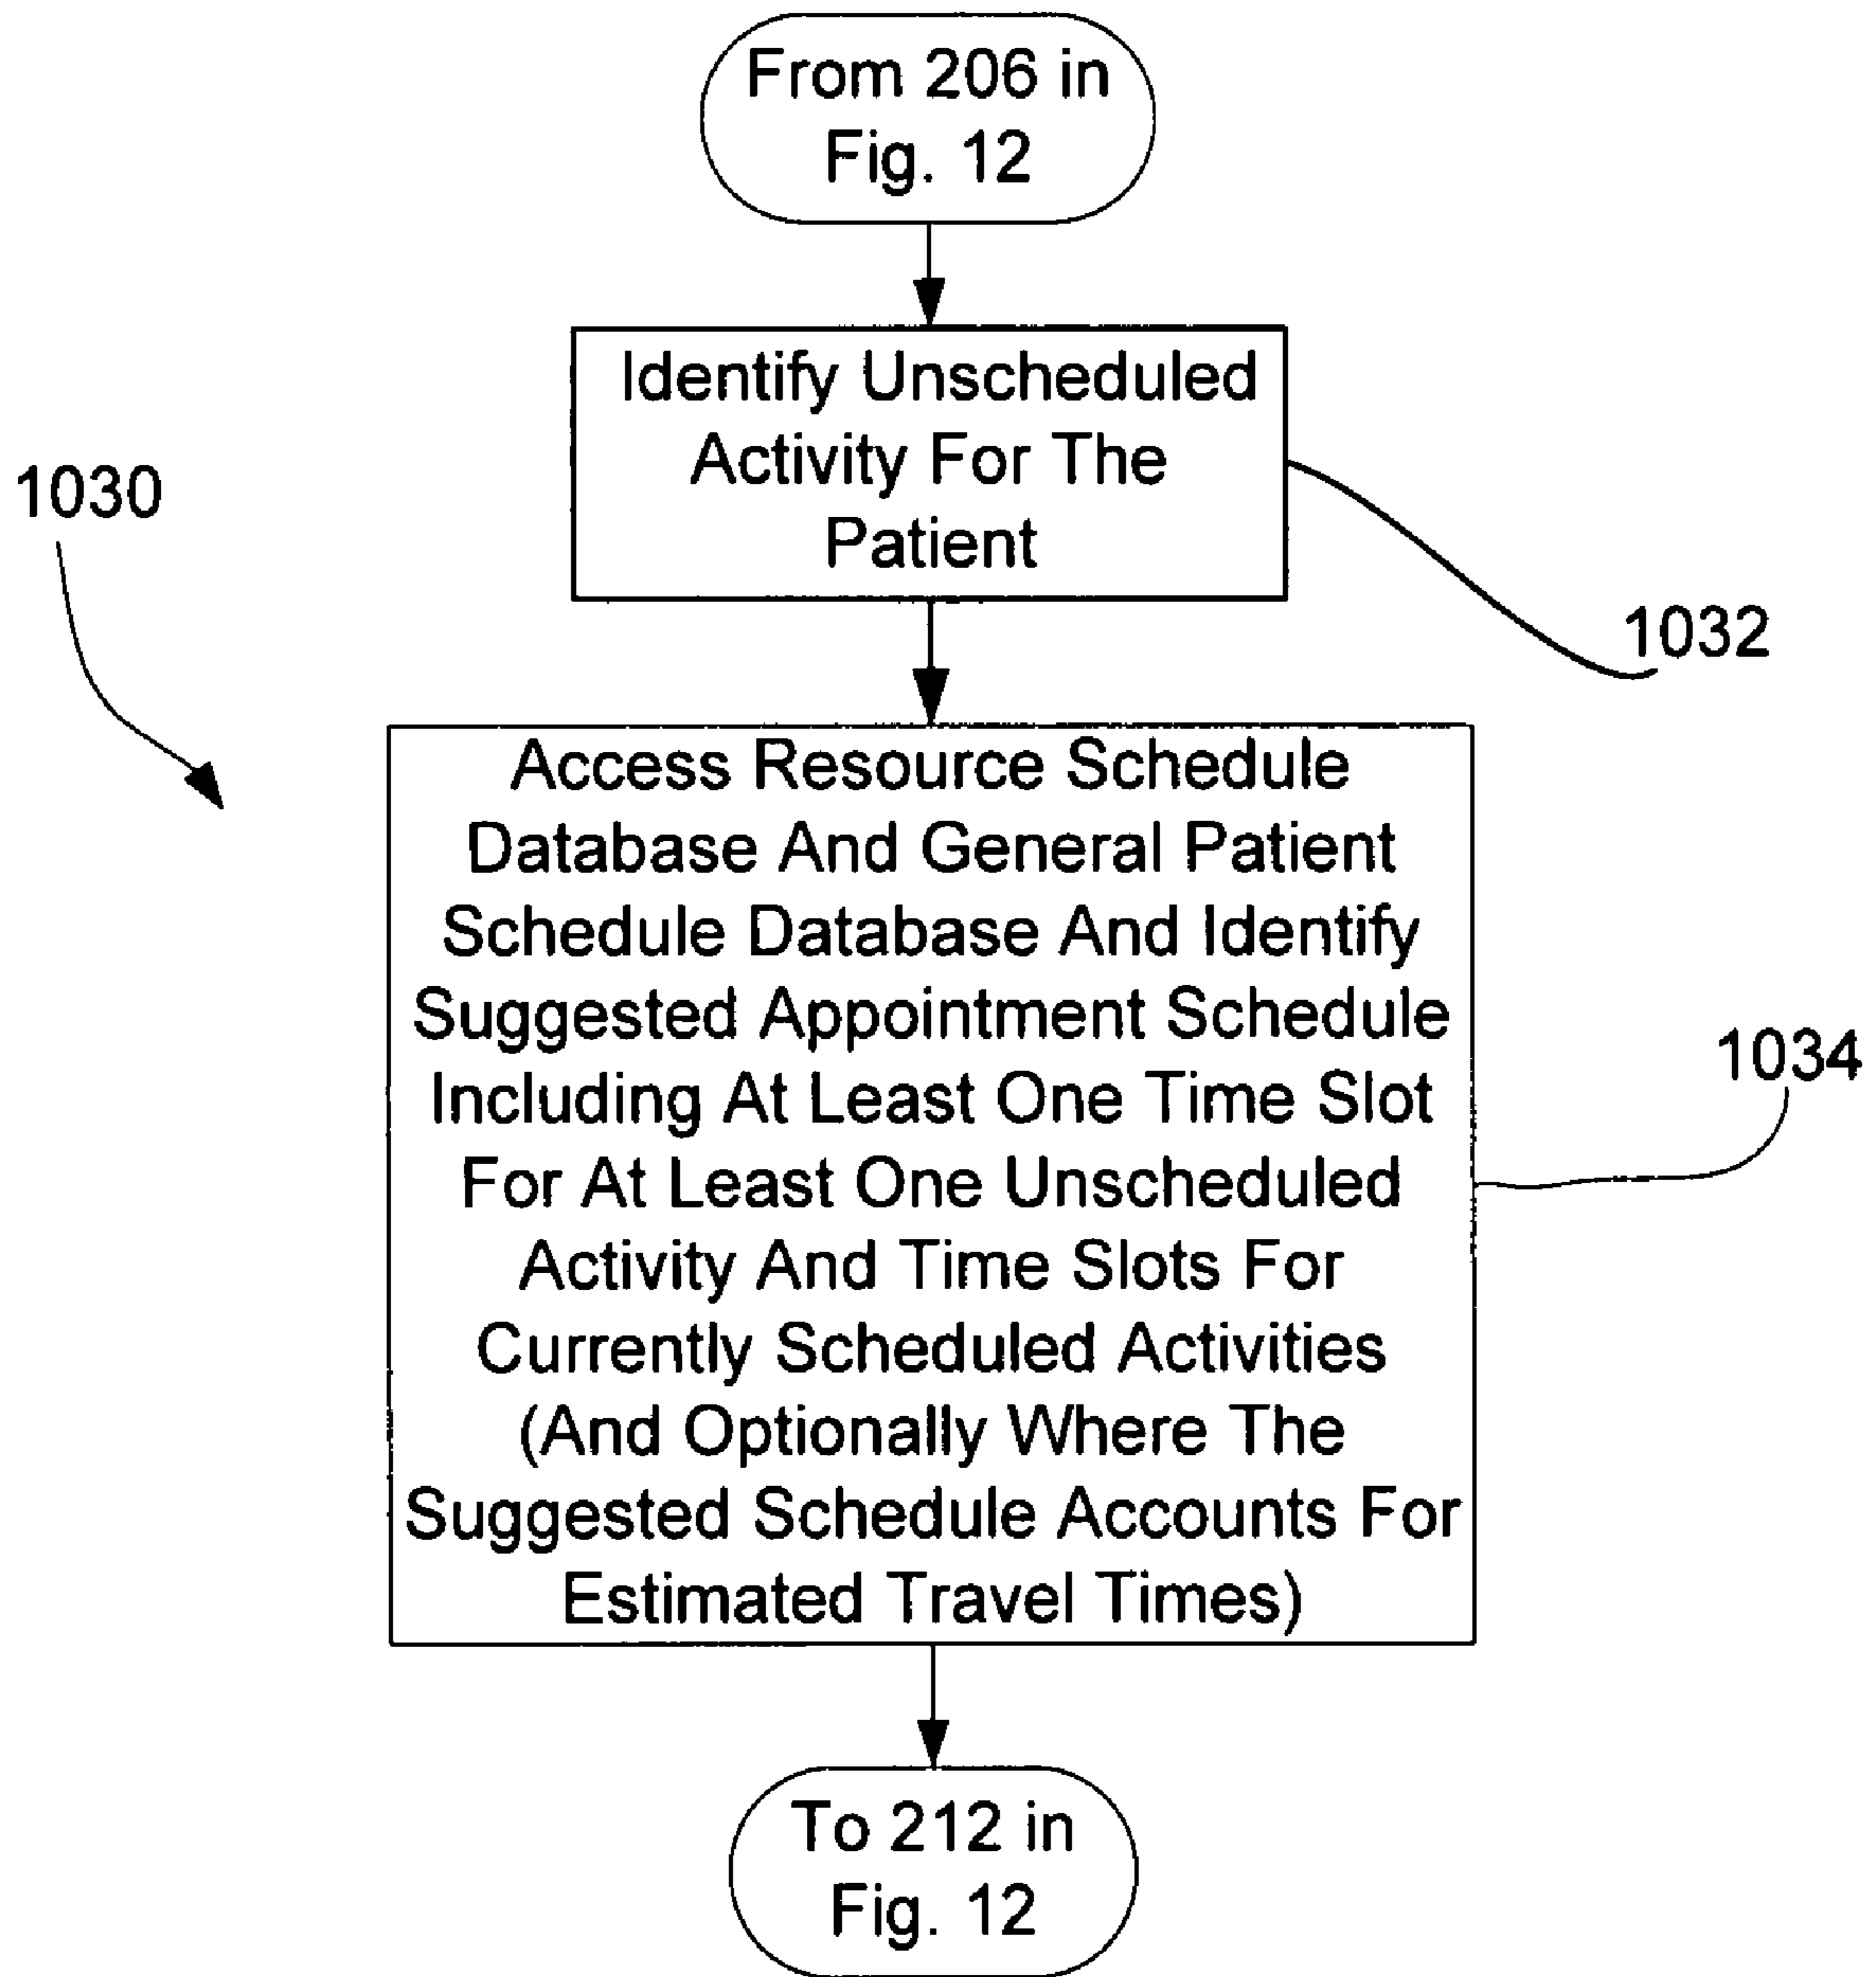 From 206 in
Fig. 12
Identify Unscheduled
Activity For The
Patient
1030
1032
Access Resource Schedule
Database And General Patient
Schedule Database And Identify
Suggested Appointment Schedule
Including At Least One Time Slot
For At Least One Unscheduled
Activity And Time Slots For
Currently Scheduled Activities
(And Optionally Where The
Suggested Schedule Accounts For
Estimated Travel Times)
1034
To 212 in
Fig. 12